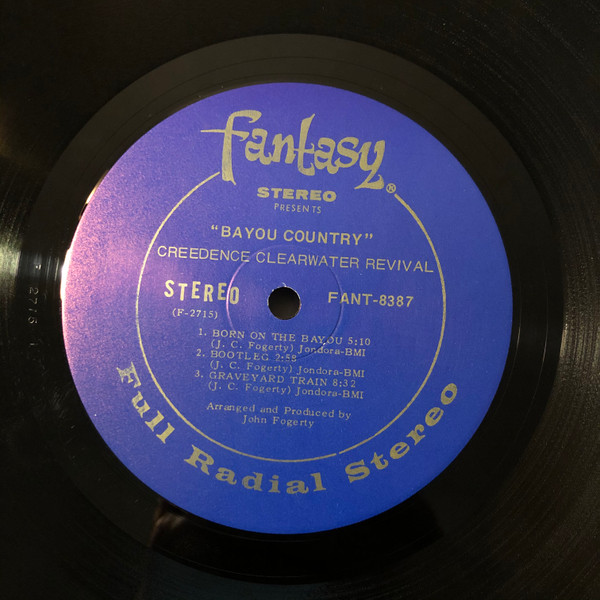 fantasy®
STEREO
PRESENTS
"BAYOU COUNTRY"
CREEDENCE CLEARWATER REVIVAL
STEREO
FANT-8387
(F-2715)
1. BORN ON THE BAYOU 5:10
(J. C. Fogerty) Jondora-BMI
2. BOOTLEG 2:58
(J. C. Fogerty) Jondora-BMI
3. GRAVEYARD TRAIN 8:32
(J. C. Fogerty) Jondora-BMI
Arranged and Produced by
John Fogerty
Full Radial Stereo